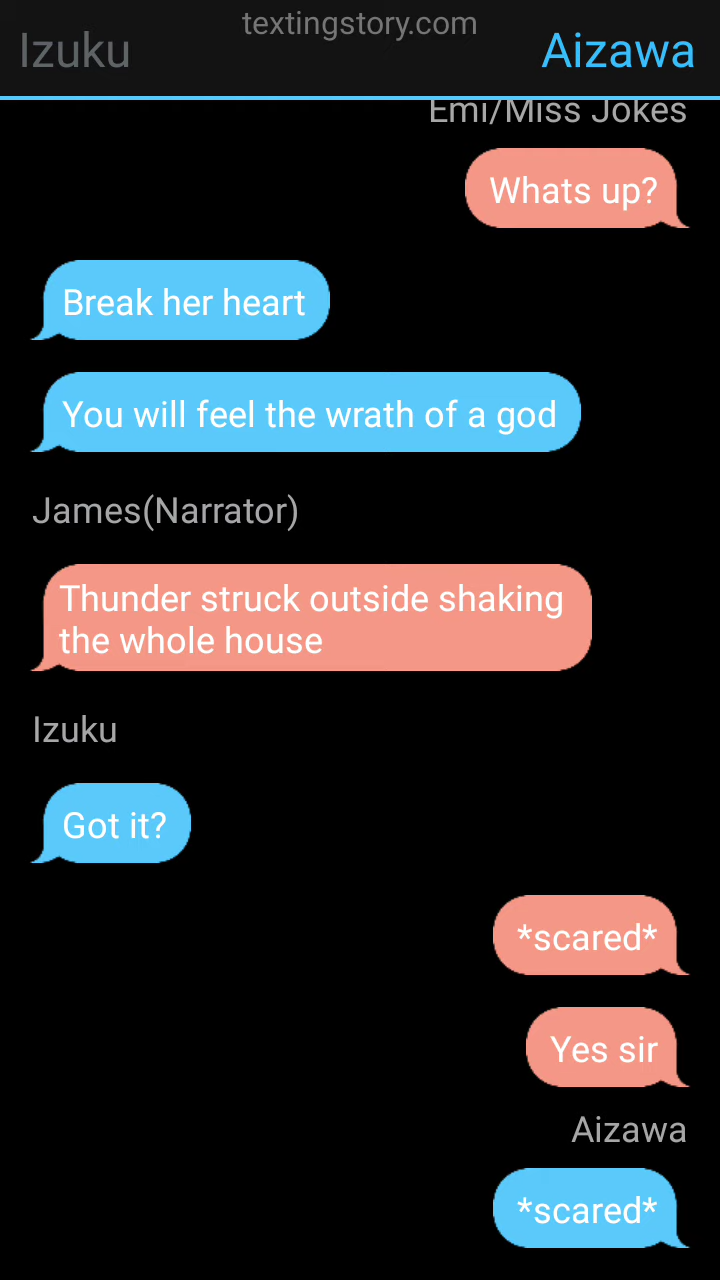 textingstory.com
Izuku
Aizawa
Emi/Miss Jokes
Whats up?
Break her heart
You will feel the wrath of a god
James(Narrator)
Thunder struck outside shaking
the whole house
Izuku
Got it?
*scared*
Yes sir
Aizawa
*scared*